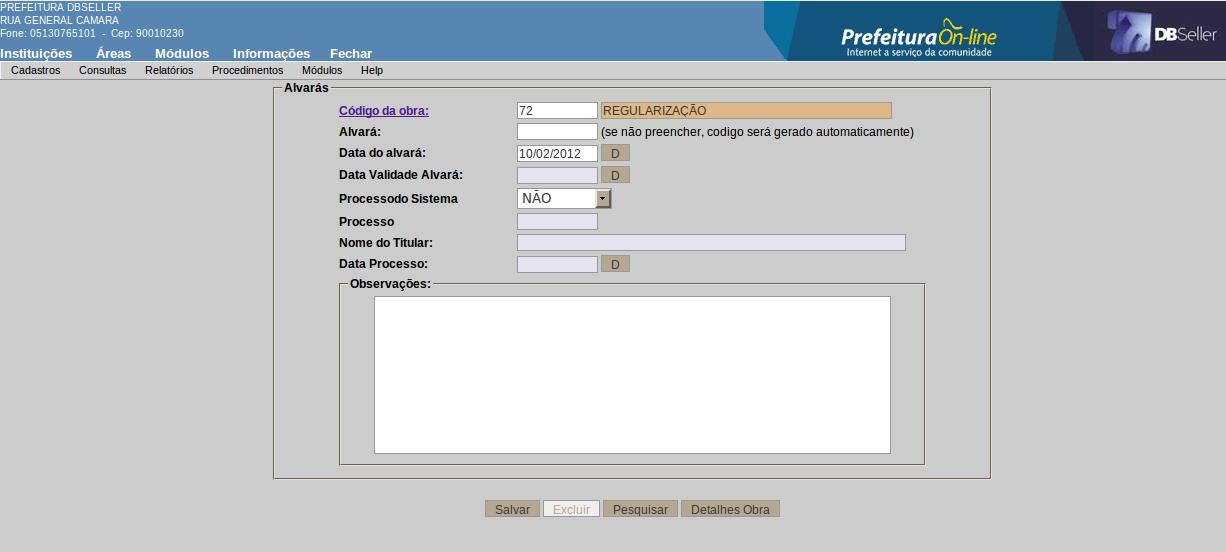 PREFEITURA DBSELLER
RUA GENERAL CAMARA
Fone: 05130765101 - Cep: 90010230
PrefeituraOn-line
Internet a serviço da comunidade
DBSeller
Instituições Áreas Módulos Informações Fechar
Cadastros Consultas Relatórios Procedimentos Módulos Help
Alvarás
Código da obra: 72 REGULARIZAÇÃO
Alvará: (se não preencher, codigo será gerado automaticamente)
Data do alvará: 10/02/2012 D
Data Validade Alvará: D
Processodo Sistema NÃO
Processo
Nome do Titular:
Data Processo: D
Observações:
Salvar Excluir Pesquisar Detalhes Obra